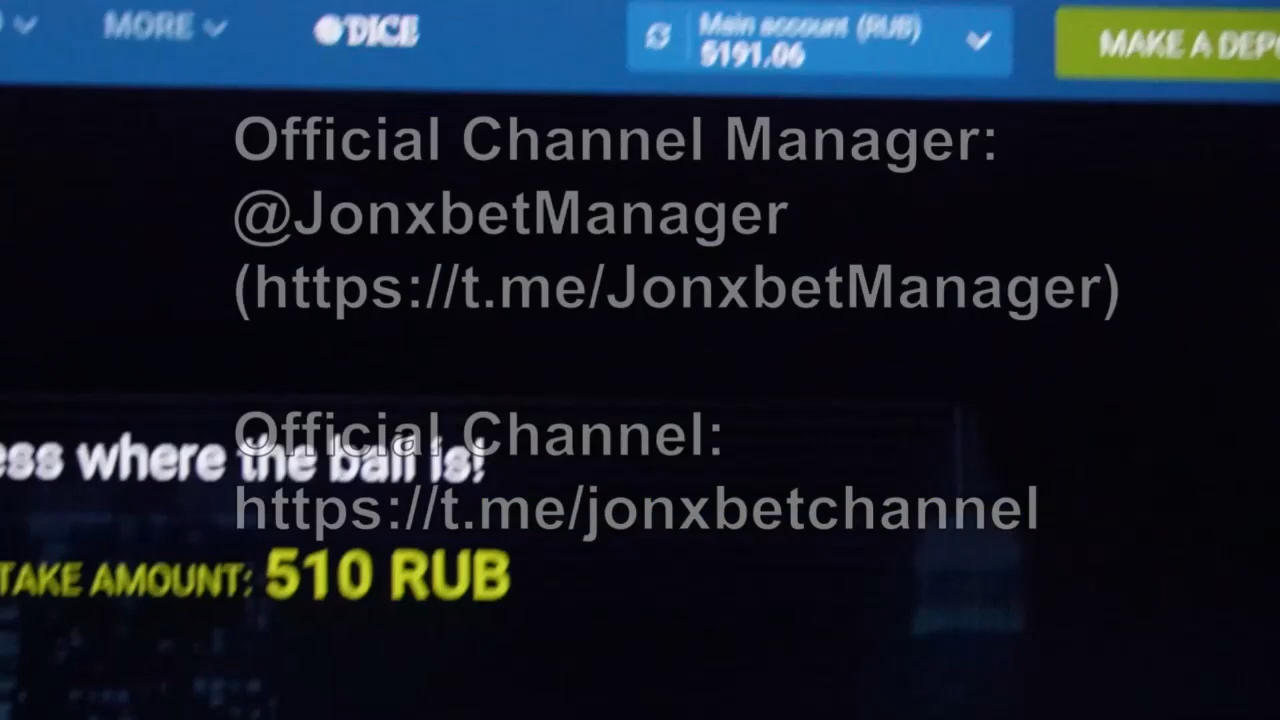 MORE
DICE
Main account (RUB)
5191.06
MAKE A DEPO
Official Channel Manager:
@JonxbetManager
(https://t.me/JonxbetManager)
Official Channel:
ess where the ball is!
https://t.me/jonxbetchannel
TAKE AMOUNT: 510 RUB